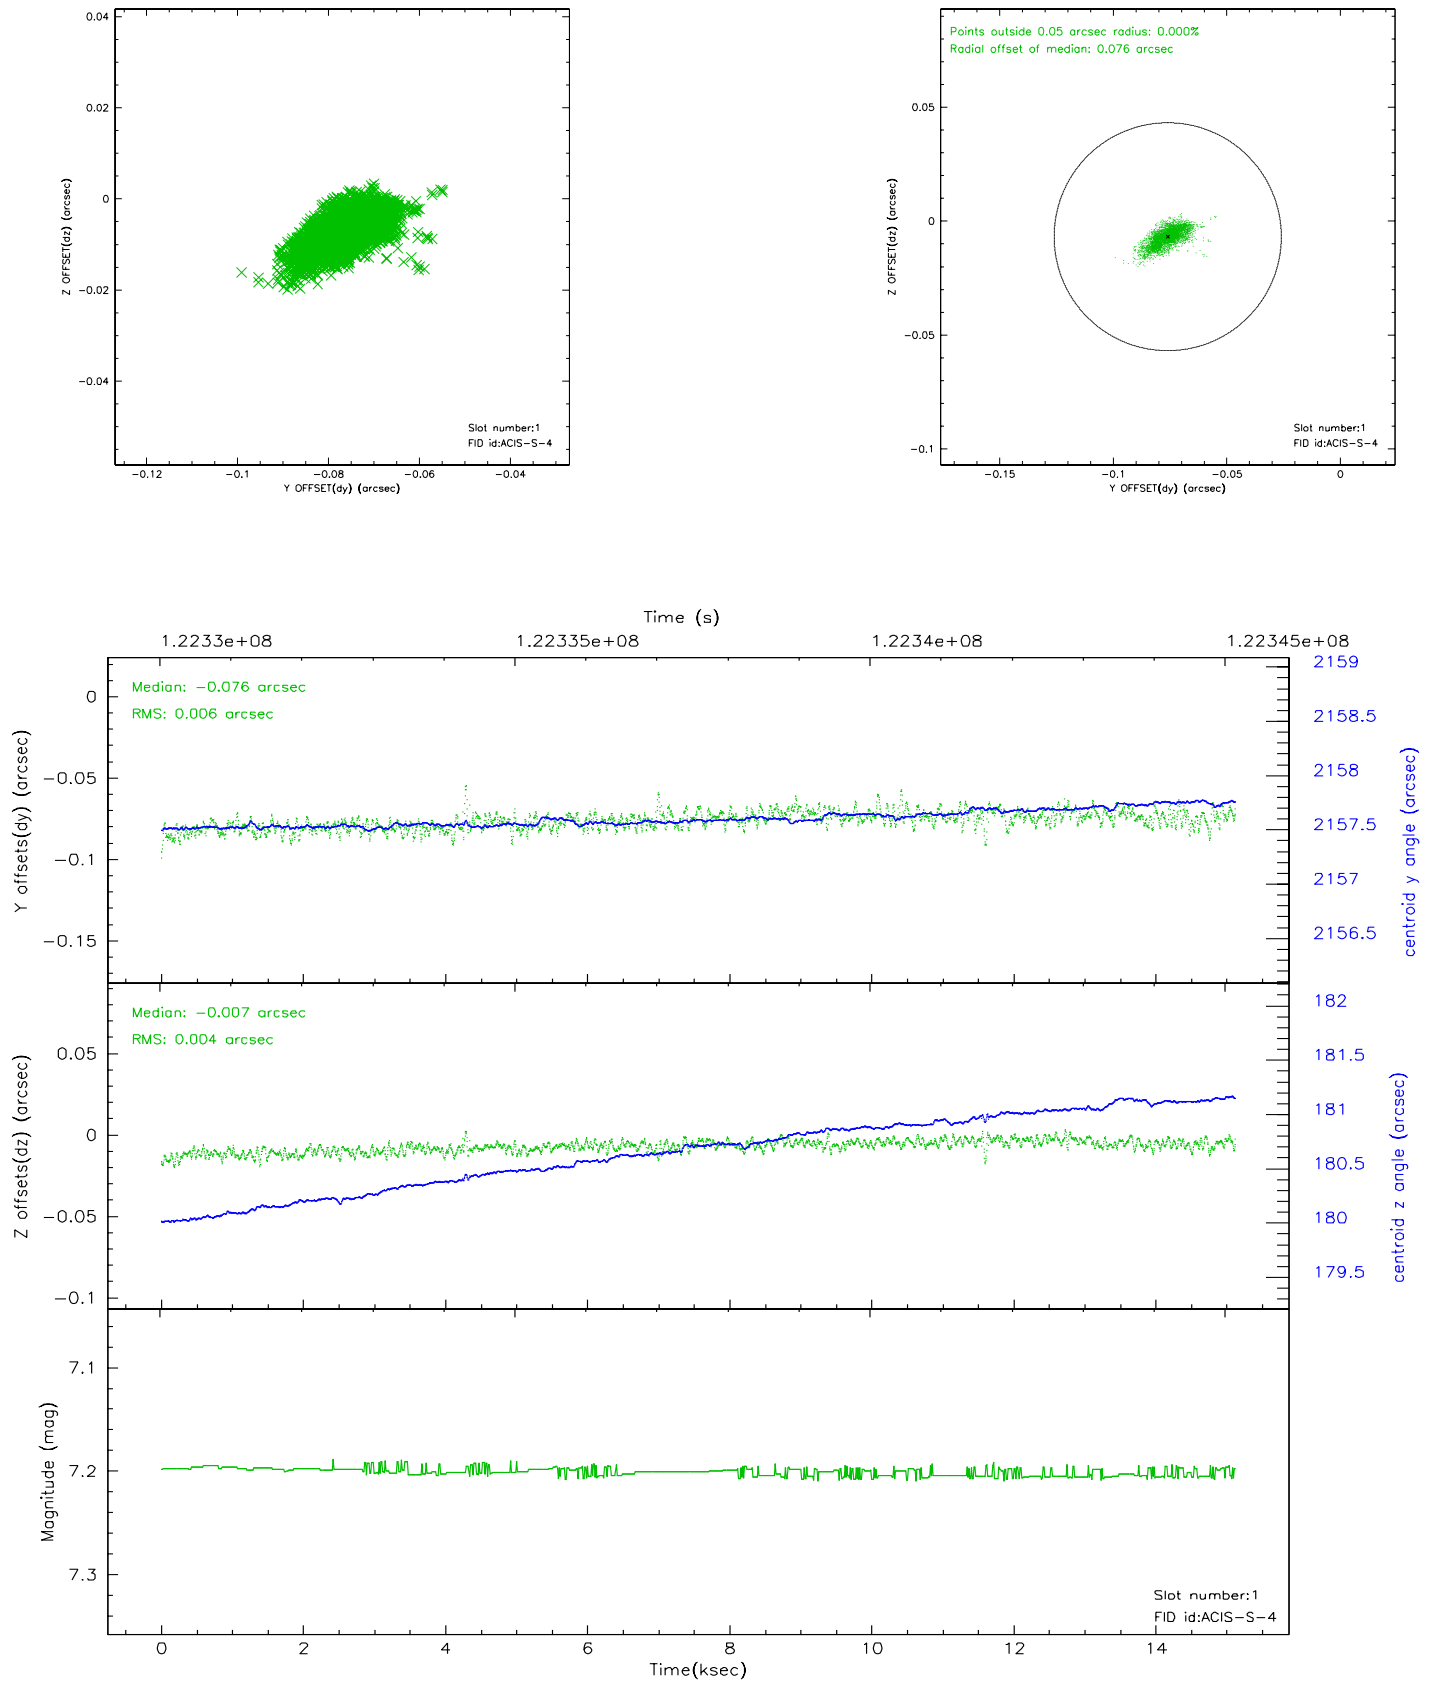 0.04
0.02
0
-0.02
-0.04
Z OFFSET(dz) (arcsec)
Slot number:1
FID id:ACIS-S-4
-0.12 -0.1 -0.08 -0.06 -0.04
Y OFFSET(dy) (arcsec)
Points outside 0.05 arcsec radius: 0.000%
Radial offset of median: 0.076 arcsec
0.05
0
-0.05
-0.1
Z OFFSET(dz) (arcsec)
Slot number:1
FID id:ACIS-S-4
-0.15 -0.1 -0.05 0
Y OFFSET(dy) (arcsec)
Time (s)
1.2233e+08 1.22335e+08 1.2234e+08 1.22345e+08
Median: -0.076 arcsec
RMS: 0.006 arcsec
0
-0.05
-0.1
-0.15
Y offsets(dy) (arcsec)
2159
2158.5
2158
2157.5
2157
2156.5
centroid y angle (arcsec)
Median: -0.007 arcsec
RMS: 0.004 arcsec
0.05
0
-0.05
-0.1
Z offsets(dz) (arcsec)
182
181.5
181
180.5
180
179.5
centroid z angle (arcsec)
7.1
7.2
7.3
Magnitude (mag)
Slot number:1
FID id:ACIS-S-4
0 2 4 6 8 10 12 14
Time(ksec)